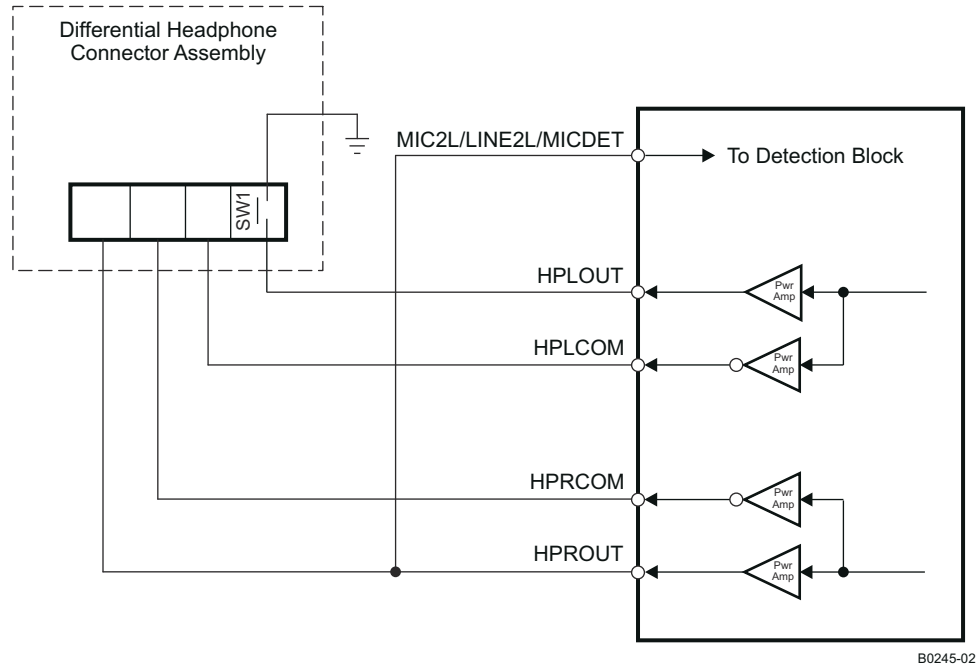 Differential Headphone
Connector Assembly
MIC2L/LINE2L/MICDET
To Detection Block
SW1
HPLOUT
Pwr
Amp
HPLCOM
Pwr
Amp
HPRCOM
Pwr
Amp
HPROUT
Pwr
Amp
B0245-02